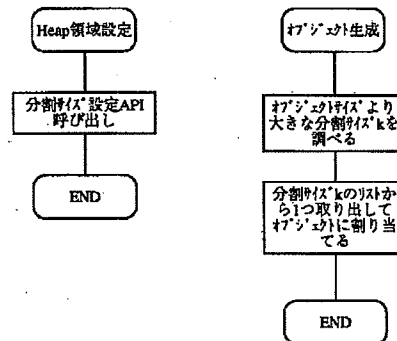 Heap領域設定
分割ｻｲｽﾞ設定API
呼び出し
END
ｵﾌﾞｼﾞｪｸﾄ生成
ｵﾌﾞｼﾞｪｸﾄｻｲｽﾞより
大きな分割ｻｲｽﾞkを
調べる
分割ｻｲｽﾞkのﾘｽﾄか
ら1つ取り出して
ｵﾌﾞｼﾞｪｸﾄに割り当
てる
END